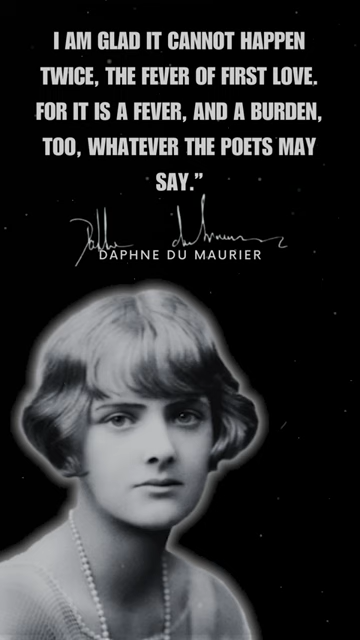 I AM GLAD IT CANNOT HAPPEN
TWICE, THE FEVER OF FIRST LOVE.
FOR IT IS A FEVER, AND A BURDEN,
TOO, WHATEVER THE POETS MAY
SAY.”
DAPHNE DU MAURIER